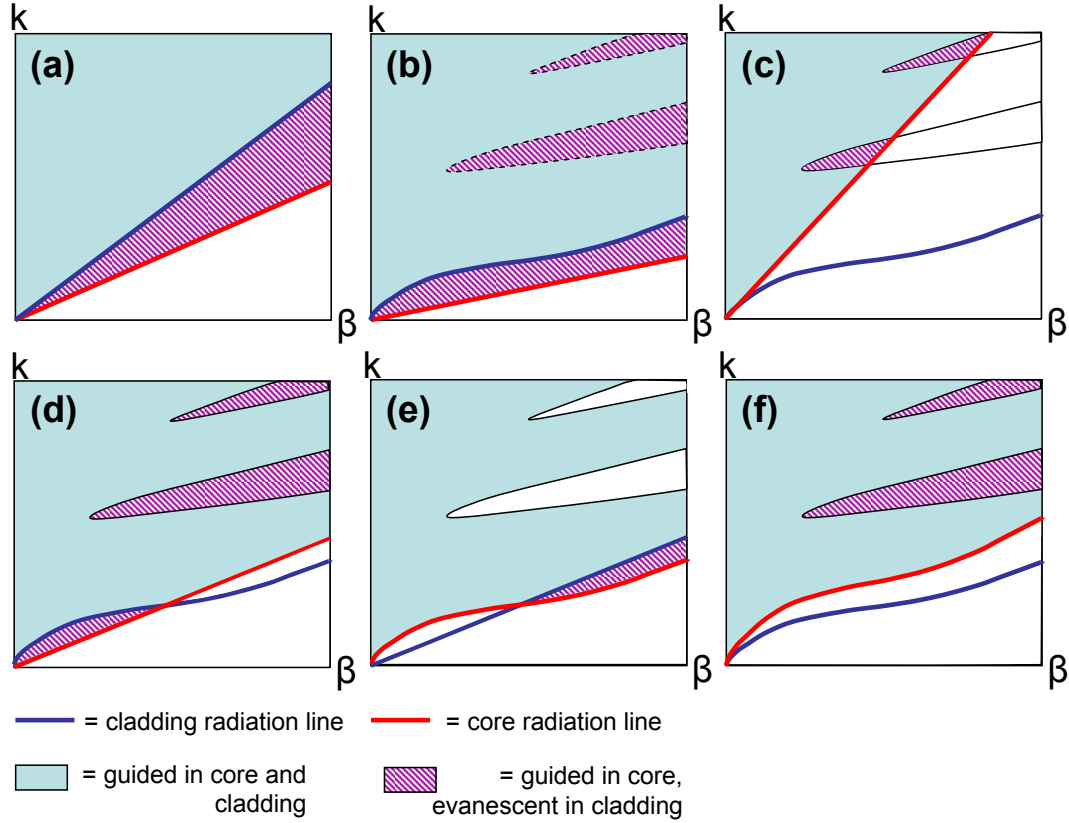 k
(a)
β
(b)
β
k
(c)
β
k
(d)
β
k
(e)
β
(f)
β
= cladding radiation line
= core radiation line
= guided in core and
cladding
= guided in core,
evanescent in cladding